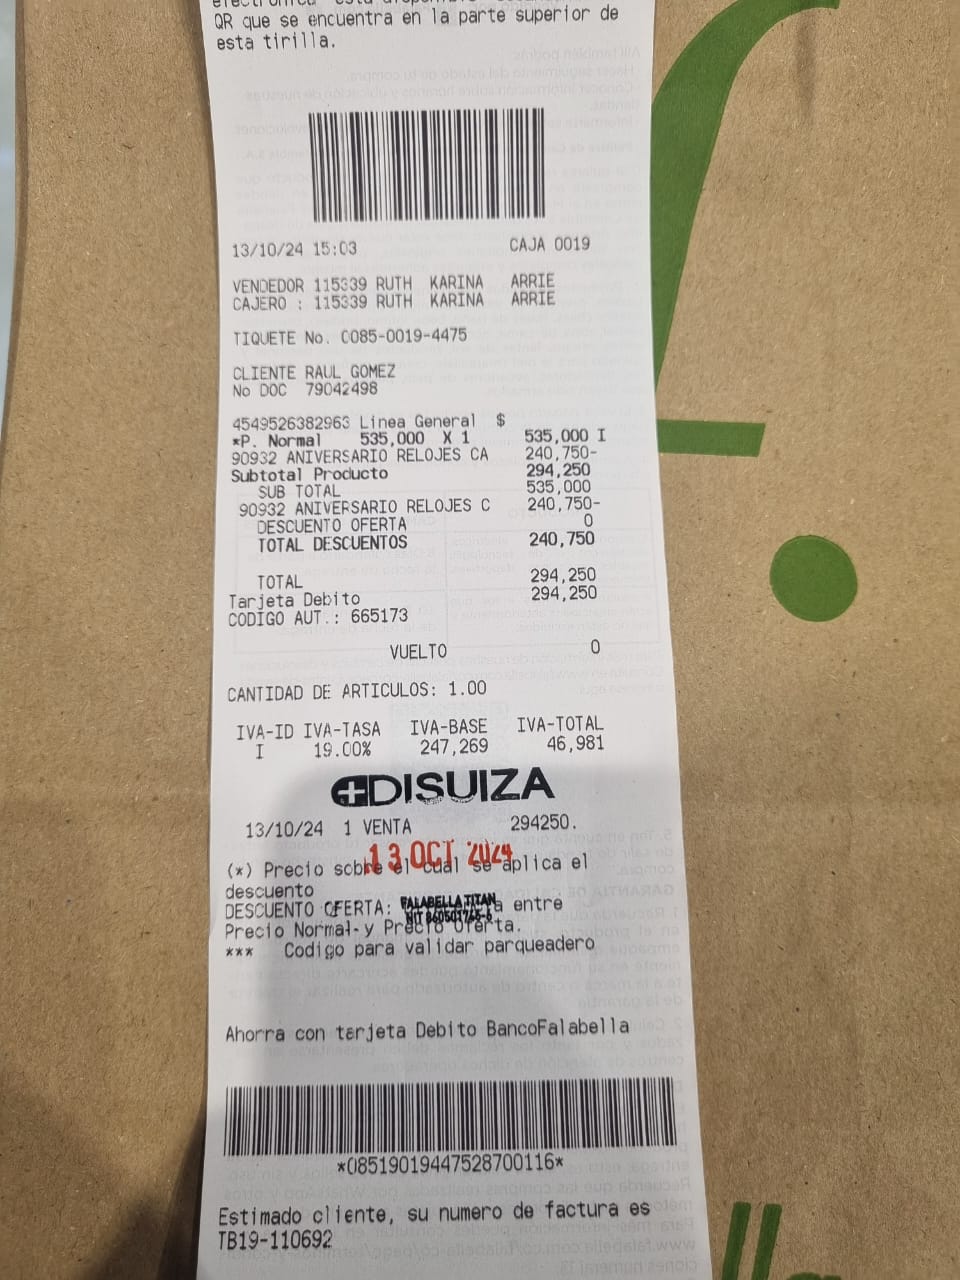 QR que se encuentra en la parte superior de
esta tirilla.
13/10/24 15:03 CAJA 0019
VENDEDOR 115339 RUTH KARINA ARRIE
CAJERO : 115339 RUTH KARINA ARRIE
TIQUETE No. 0085-0019-4475
CLIENTE RAUL GOMEZ
No DOC 79042498
4549526382963 Linea General $
*P. Normal 535,000 X 1 535,000 I
90932 ANIVERSARIO RELOJES CA 240,750-
Subtotal Producto 294,250
SUB TOTAL 535,000
90932 ANIVERSARIO RELOJES C 240,750-
DESCUENTO OFERTA 0
TOTAL DESCUENTOS 240,750
TOTAL 294,250
Tarjeta Debito 294,250
CODIGO AUT.: 665173
VUELTO 0
CANTIDAD DE ARTICULOS: 1.00
IVA-ID IVA-TASA IVA-BASE IVA-TOTAL
I 19.00% 247,269 46,981
DISUIZA
13/10/24 1 VENTA 294250.
13 OCT 2024
(*) Precio sobre el cual se aplica el
descuento
DESCUENTO OFERTA: entre
FALABELLA TITAN
NIT 860501766-6
Precio Normal-y Precio Oferta.
*** Codigo para validar parqueadero
Ahorra con tarjeta Debito BancoFalabella
*08519019447528700116*
Estimado cliente, su numero de factura es
TB19-110692